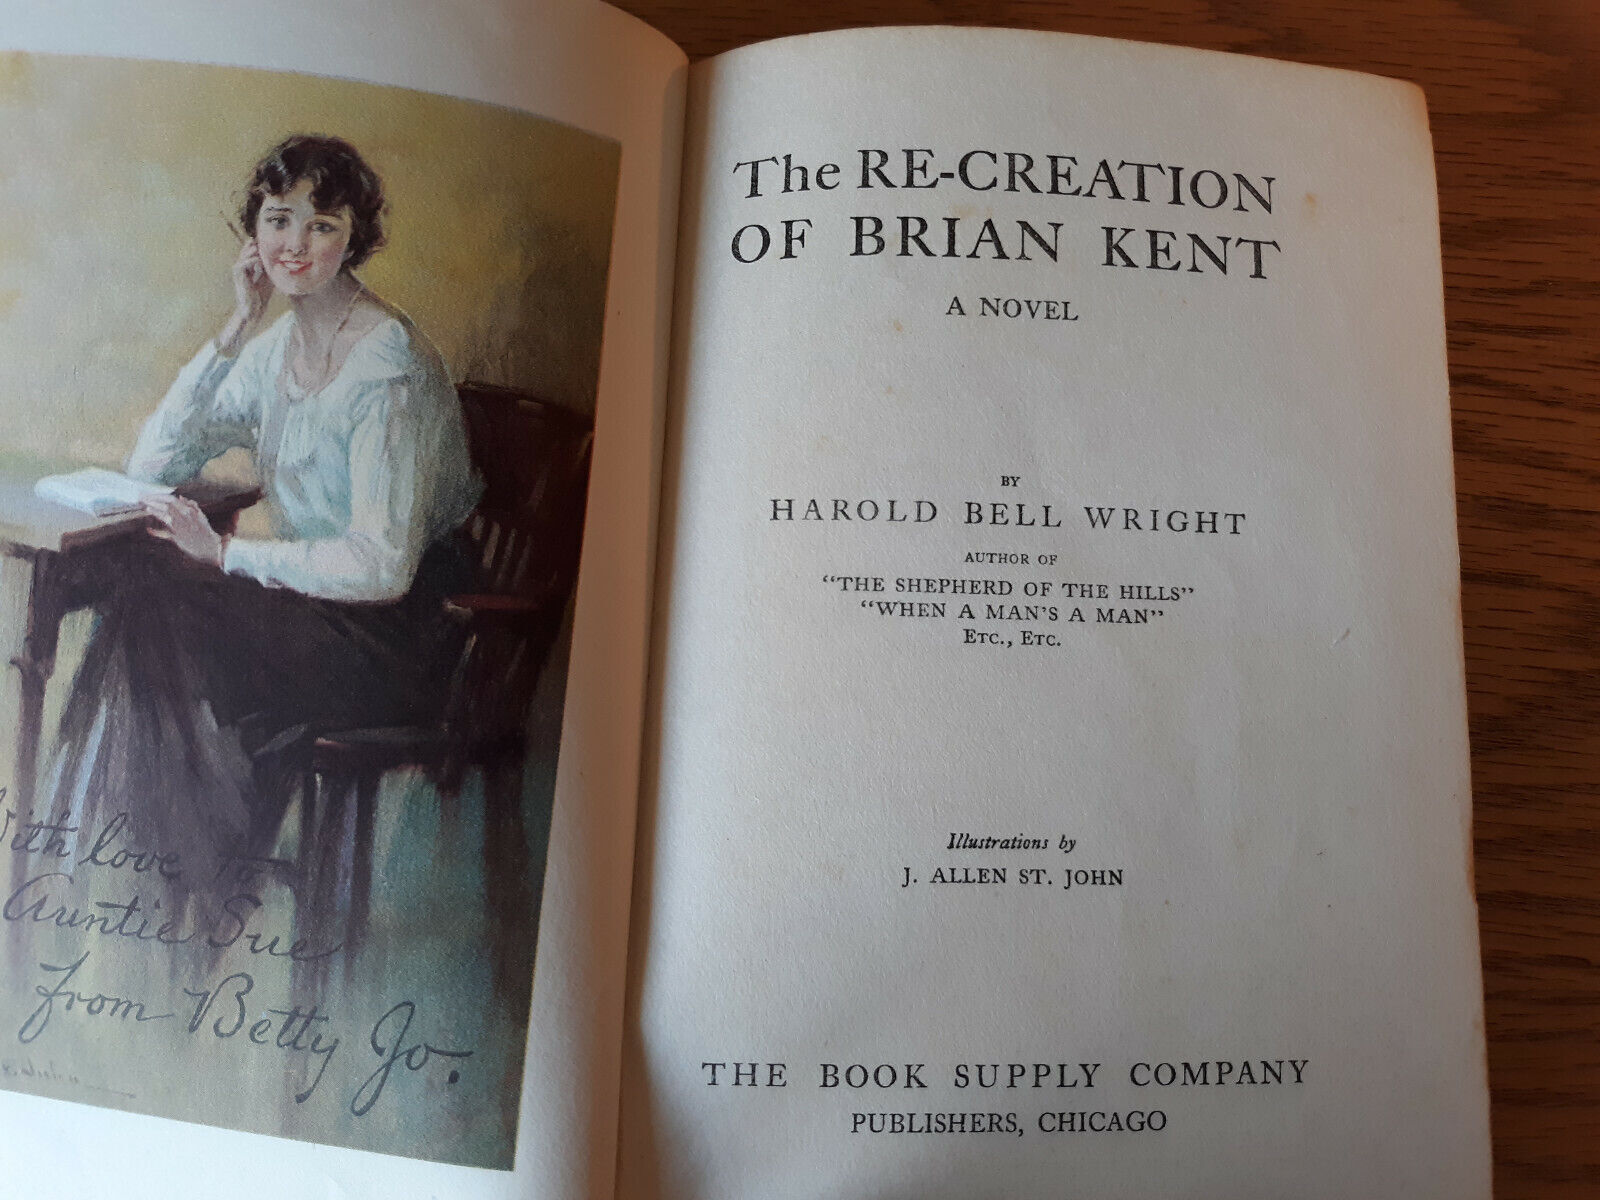 With love to
Auntie Sue
from Betty Jo.
The RE-CREATION
OF BRIAN KENT
A NOVEL
BY
HAROLD BELL WRIGHT
AUTHOR OF
"THE SHEPHERD OF THE HILLS"
"WHEN A MAN'S A MAN"
ETC., ETC.
Illustrations by
J. ALLEN ST. JOHN
THE BOOK SUPPLY COMPANY
PUBLISHERS, CHICAGO